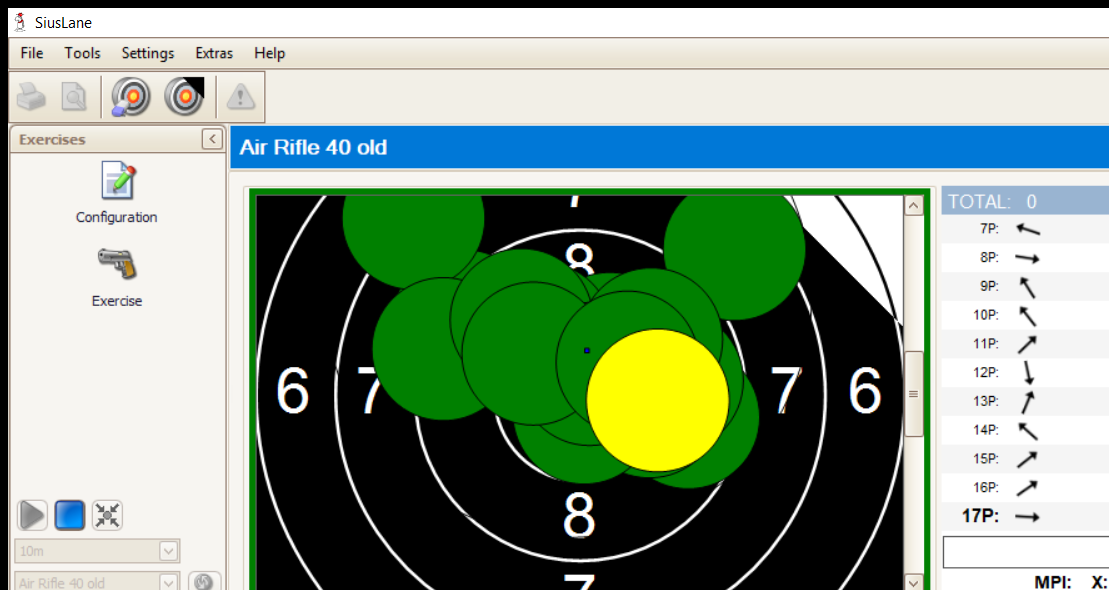 SiusLane
File Tools Settings Extras Help
Exercises
Air Rifle 40 old
Configuration
Exercise
10m
Air Rifle 40 old
7
8
6 7 7 6
8
7
TOTAL: 0
7P:
8P:
9P:
10P:
11P:
12P:
13P:
14P:
15P:
16P:
17P:
MPI: X: